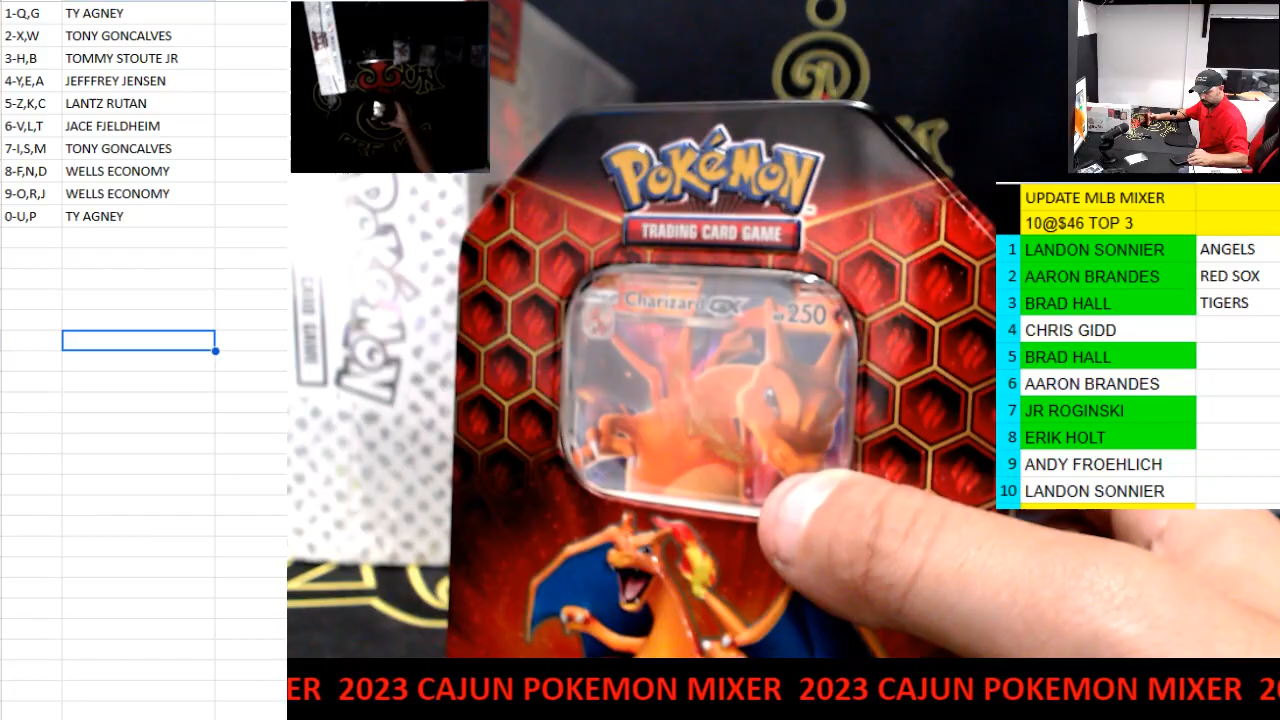 1-Q,G TY AGNEY
2-X,W TONY GONCALVES
3-H,B TOMMY STOUTE JR
4-Y,E,A JEFFFREY JENSEN
5-Z,K,C LANTZ RUTAN
6-V,L,T JACE FJELDHEIM
7-I,S,M TONY GONCALVES
8-F,N,D WELLS ECONOMY
9-O,R,J WELLS ECONOMY
0-U,P TY AGNEY
POKéMON
TRADING CARD GAME
Charizard GX HP 250
UPDATE MLB MIXER
10@$46 TOP 3
1 LANDON SONNIER ANGELS
2 AARON BRANDES RED SOX
3 BRAD HALL TIGERS
4 CHRIS GIDD
5 BRAD HALL
6 AARON BRANDES
7 JR ROGINSKI
8 ERIK HOLT
9 ANDY FROEHLICH
10 LANDON SONNIER
ER 2023 CAJUN POKEMON MIXER 2023 CAJUN POKEMON MIXER 2